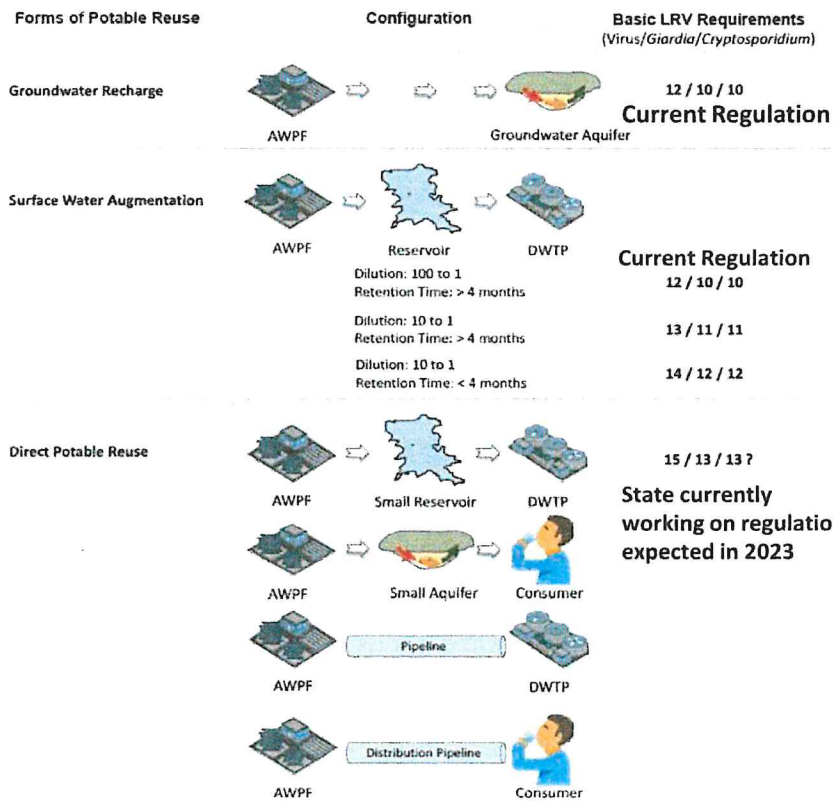 Forms of Potable Reuse Configuration Basic LRV Requirements
(Virus/Giardia/Cryptosporidium)
Groundwater Recharge
12 / 10 / 10
Current Regulation
AWPF Groundwater Aquifer
Surface Water Augmentation
AWPF Reservoir DWTP
Current Regulation
Dilution: 100 to 1
Retention Time: > 4 months
12 / 10 / 10
Dilution: 10 to 1
Retention Time: > 4 months
13 / 11 / 11
Dilution: 10 to 1
Retention Time: < 4 months
14 / 12 / 12
Direct Potable Reuse
15 / 13 / 13 ?
AWPF Small Reservoir DWTP
State currently
working on regulatio
expected in 2023
AWPF Small Aquifer Consumer
Pipeline
AWPF DWTP
Distribution Pipeline
AWPF Consumer